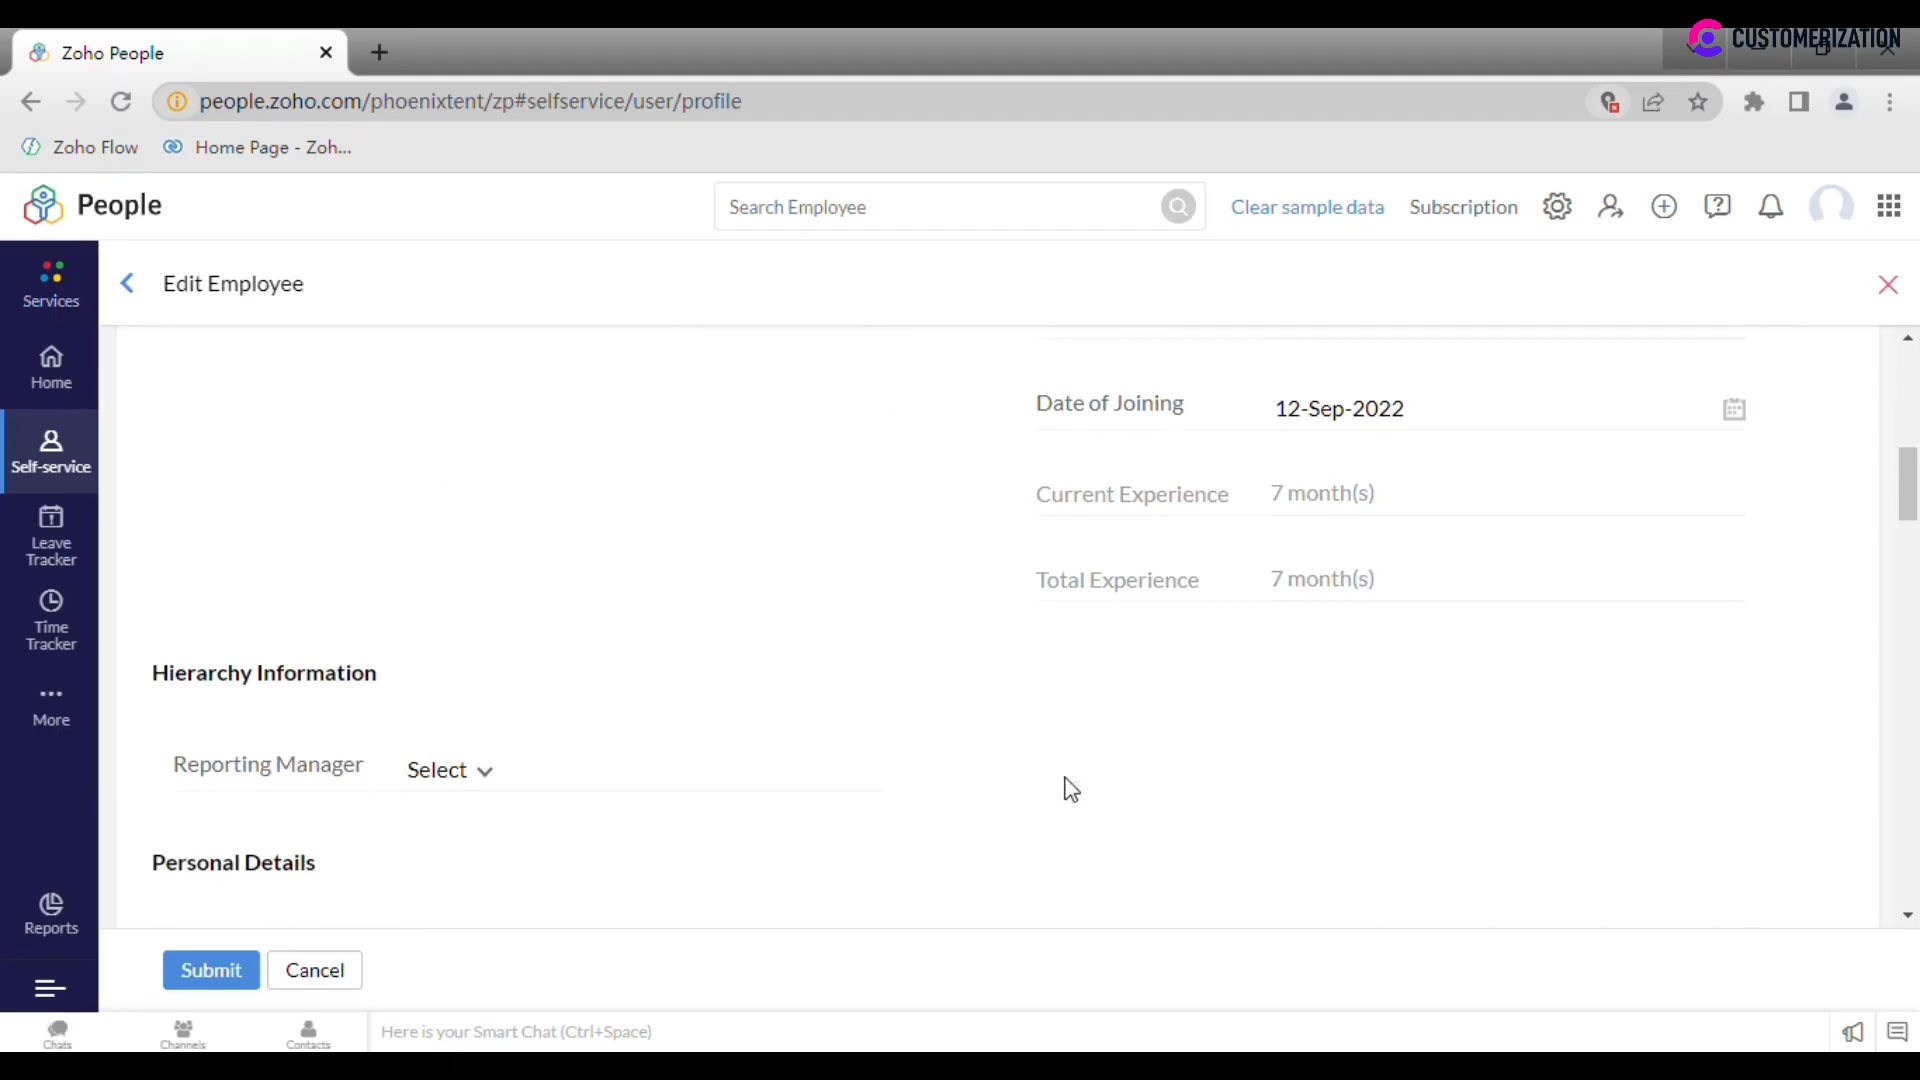 CUSTOMERIZATION
Zoho People
people.zoho.com/phoenixtent/zp#selfservice/user/profile
Zoho Flow
Home Page - Zoh...
People
Search Employee
Clear sample data
Subscription
Services
Edit Employee
Home
Self-service
Leave
Tracker
Time
Tracker
More
Reports
Date of Joining
12-Sep-2022
Current Experience
7 month(s)
Total Experience
7 month(s)
Hierarchy Information
Reporting Manager
Select
Personal Details
Submit
Cancel
Chats
Channels
Contacts
Here is your Smart Chat (Ctrl+Space)